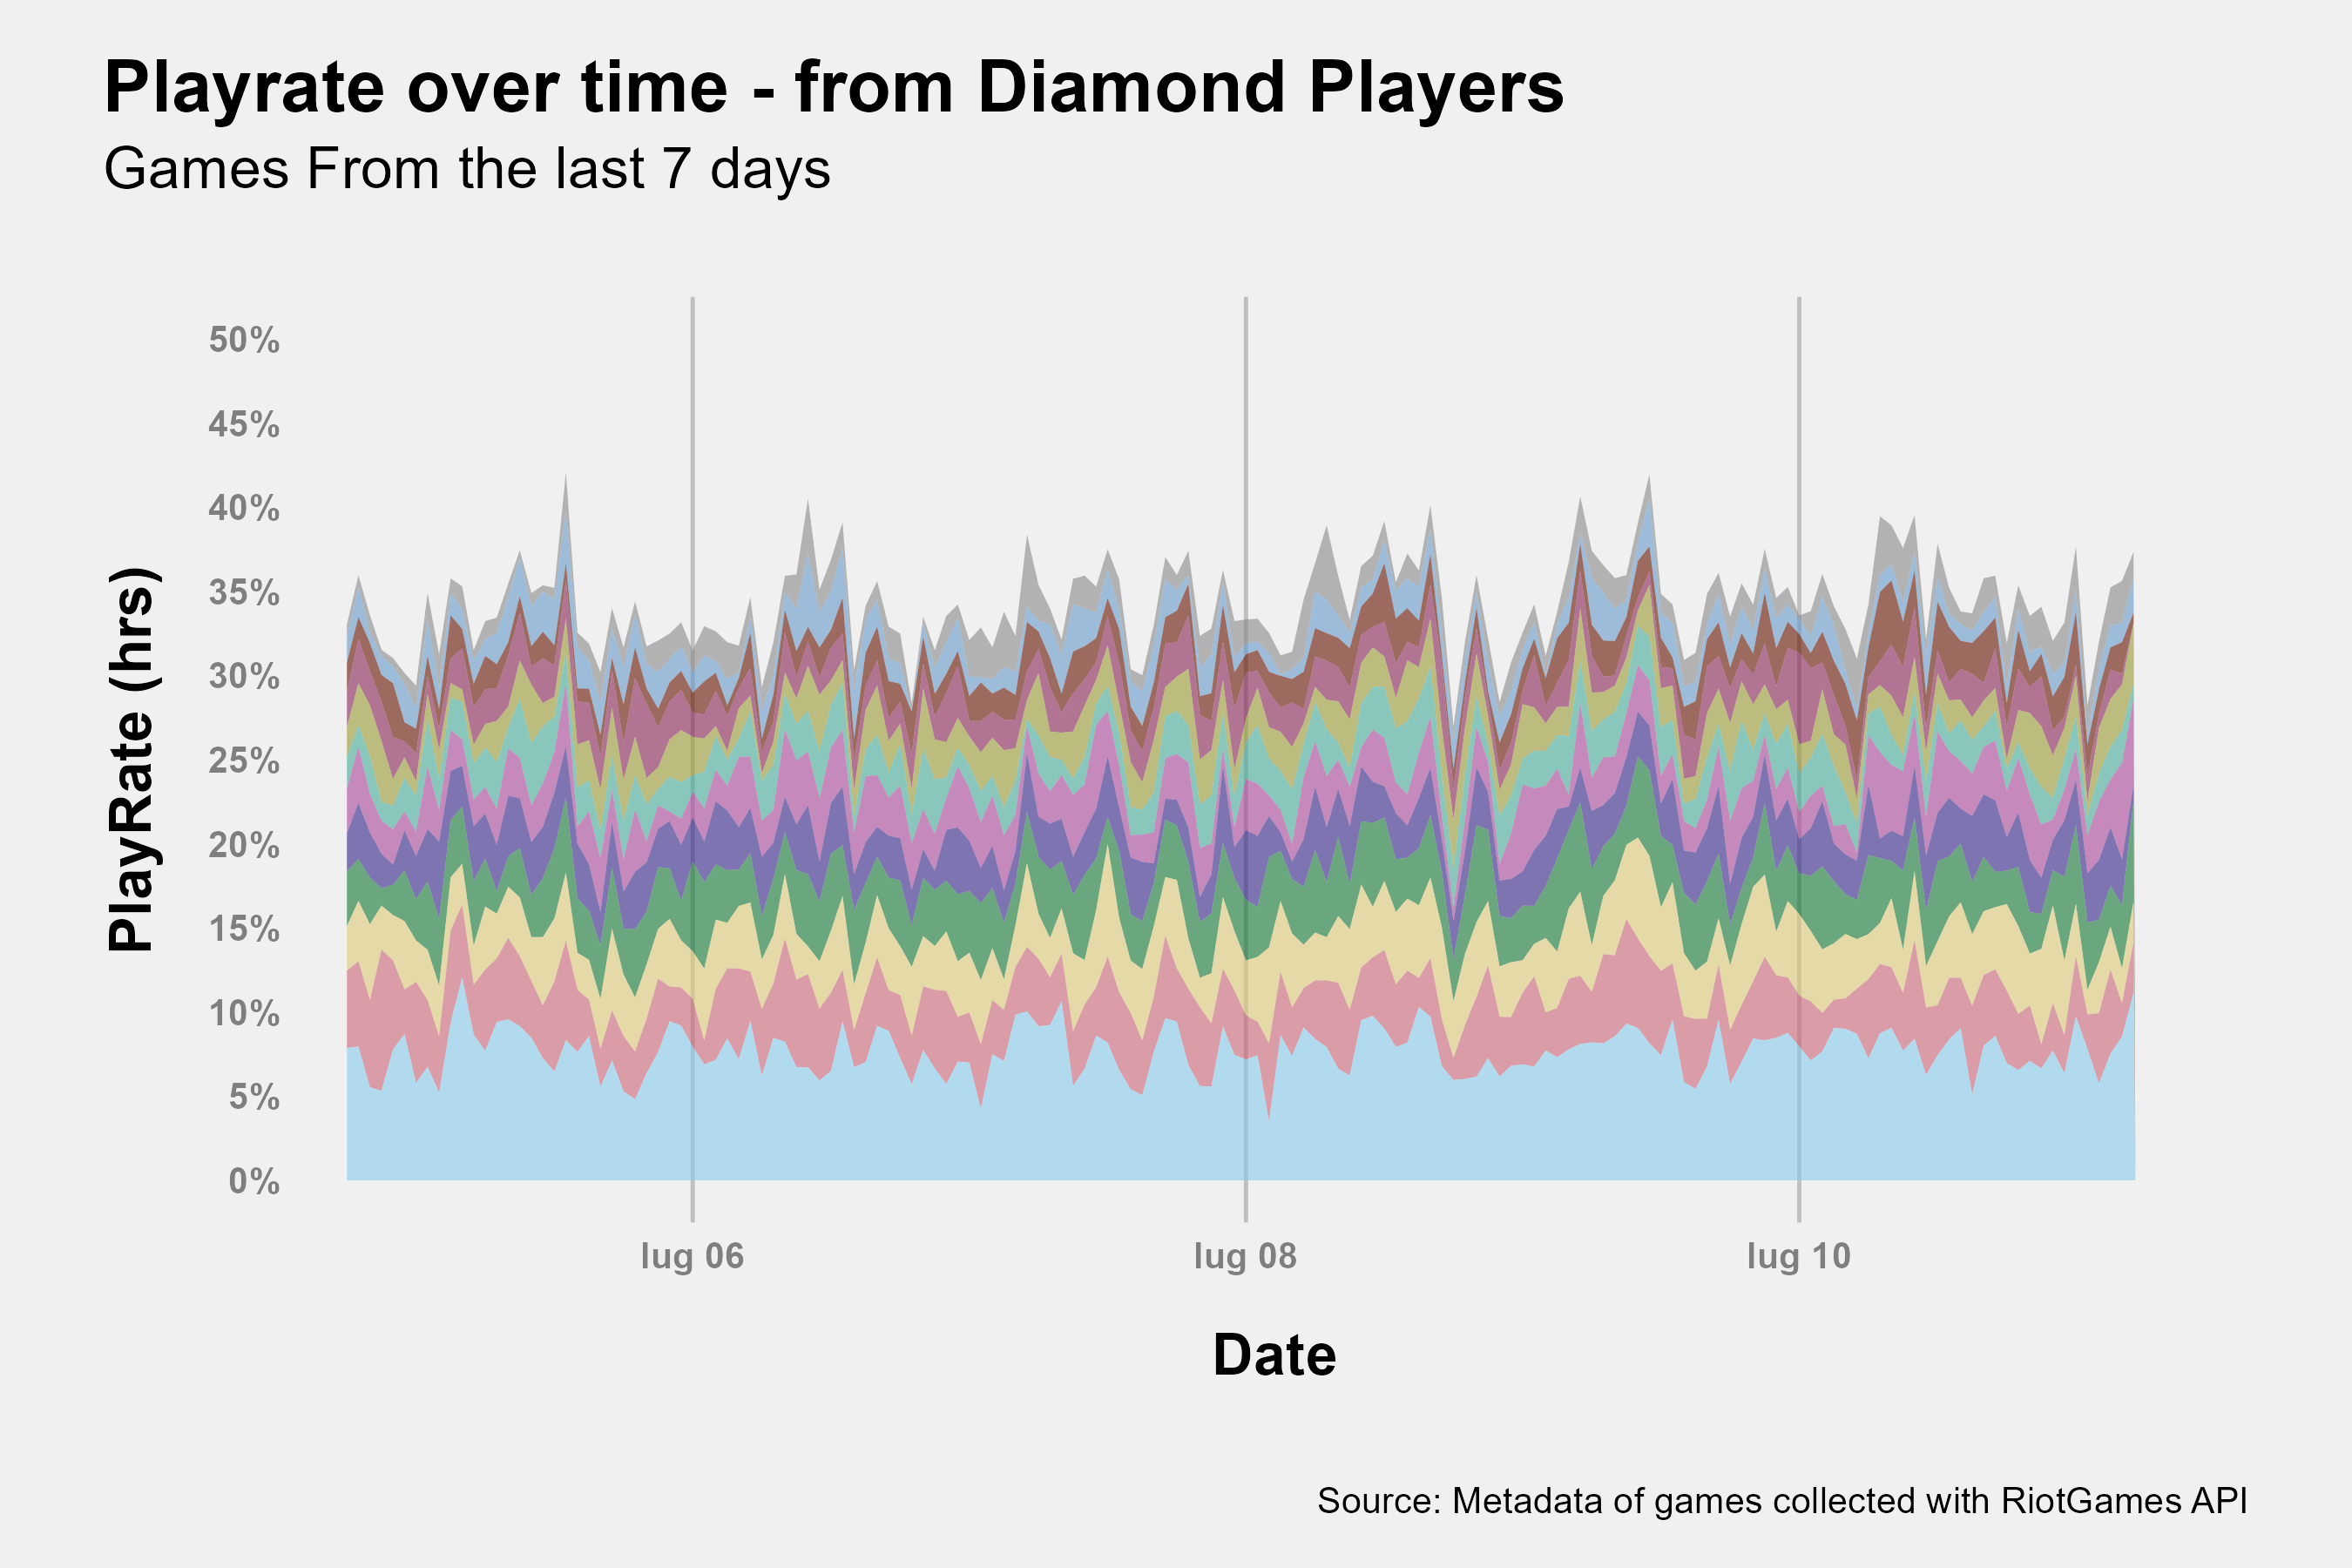 Playrate over time - from Diamond Players
Games From the last 7 days
50%
45%
40%
35%
30%
25%
20%
15%
10%
5%
0%
PlayRate (hrs)
lug 06
lug 08
lug 10
Date
Source: Metadata of games collected with RiotGames API